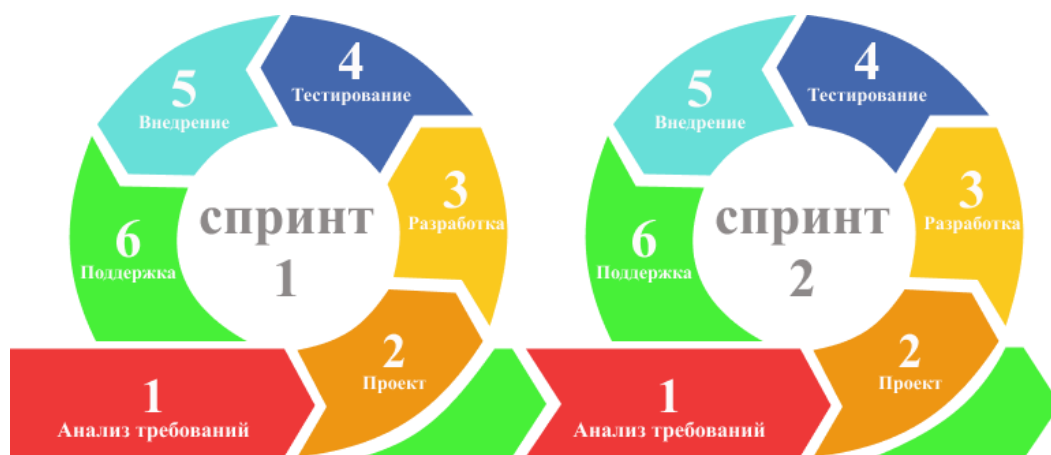 спринт
1
1
Анализ требований
2
Проект
3
Разработка
4
Тестирование
5
Внедрение
6
Поддержка
спринт
2
1
Анализ требований
2
Проект
3
Разработка
4
Тестирование
5
Внедрение
6
Поддержка